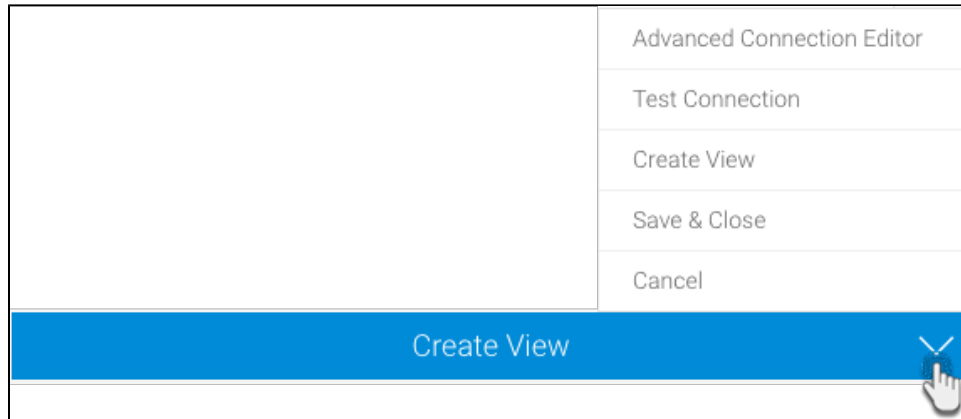 Advanced Connection Editor
Test Connection
Create View
Save & Close
Cancel
Create View